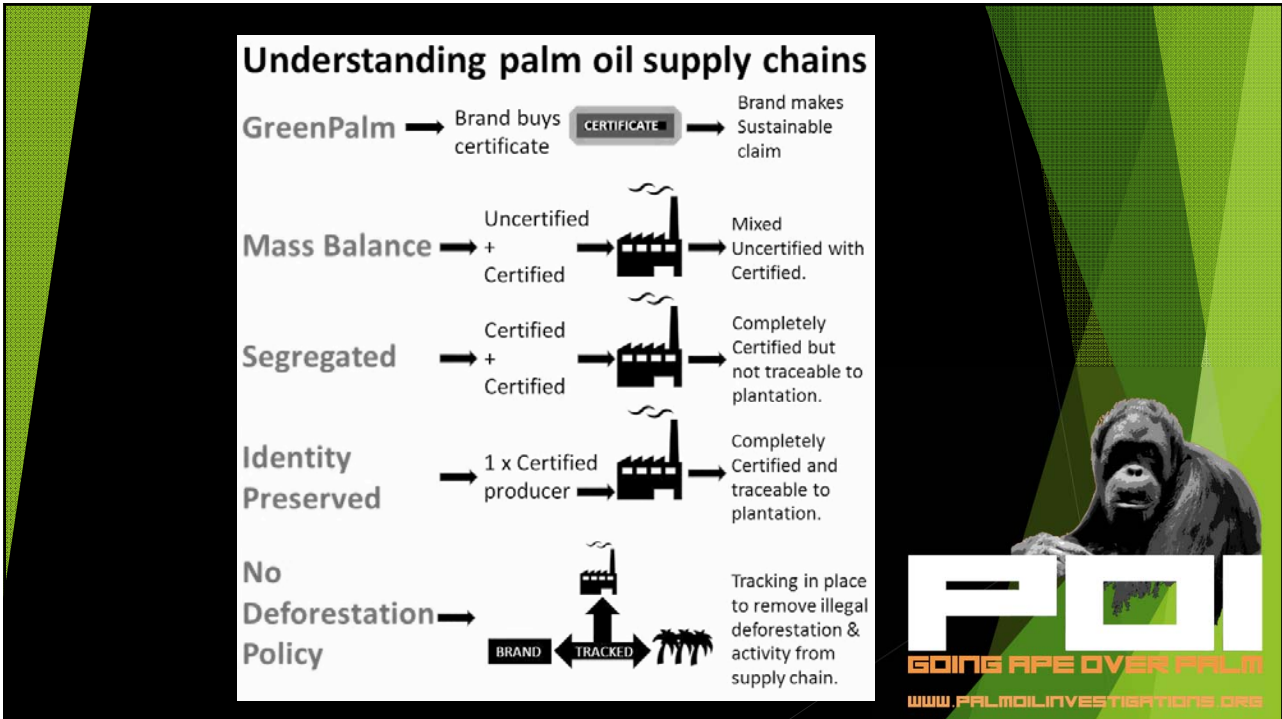 Understanding palm oil supply chains
GreenPalm
Brand buys
certificate
CERTIFICATE
Brand makes
Sustainable
claim
Mass Balance
Uncertified
+
Certified
Mixed
Uncertified with
Certified.
Segregated
Certified
+
Certified
Completely
Certified but
not traceable to
plantation.
Identity
Preserved
1 x Certified
producer
Completely
Certified and
traceable to
plantation.
No
Deforestation
Policy
BRAND
TRACKED
Tracking in place
to remove illegal
deforestation &
activity from
supply chain.
POI
GOING APE OVER PALM
WWW.PALMOILINVESTIGATIONS.ORG